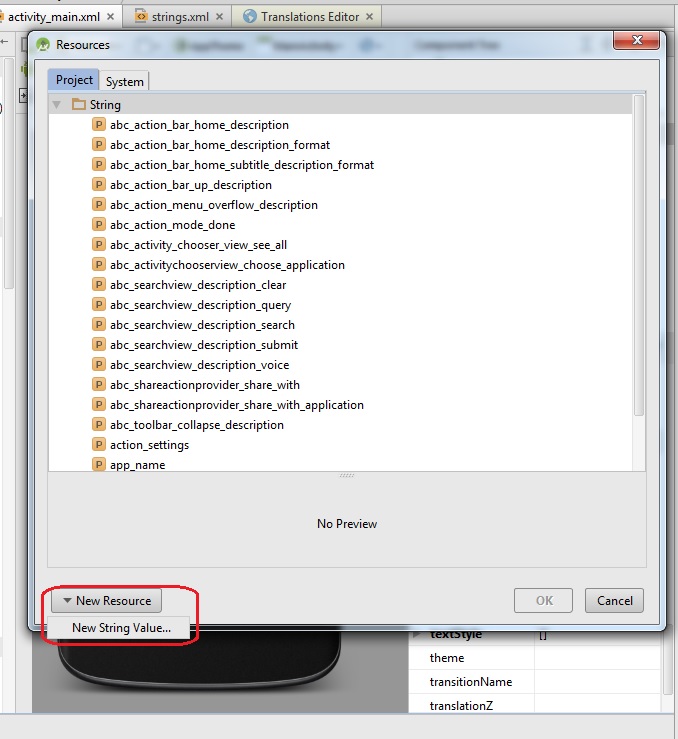 activity_main.xml
strings.xml
Translations Editor
Resources
Project
System
String
abc_action_bar_home_description
abc_action_bar_home_description_format
abc_action_bar_home_subtitle_description_format
abc_action_bar_up_description
abc_action_menu_overflow_description
abc_action_mode_done
abc_activity_chooser_view_see_all
abc_activitychooserview_choose_application
abc_searchview_description_clear
abc_searchview_description_query
abc_searchview_description_search
abc_searchview_description_submit
abc_searchview_description_voice
abc_shareactionprovider_share_with
abc_shareactionprovider_share_with_application
abc_toolbar_collapse_description
action_settings
app_name
No Preview
New Resource
OK
Cancel
New String Value...
textStyle
[]
theme
transitionName
translationZ